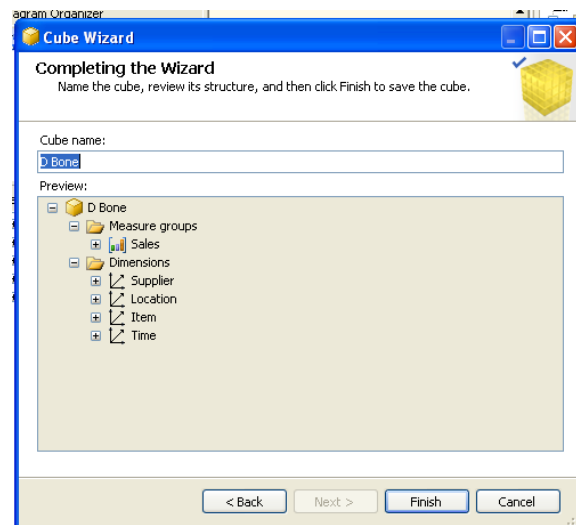 agram Organizer
Cube Wizard
Completing the Wizard
Name the cube, review its structure, and then click Finish to save the cube.
Cube name:
D Bone
Preview:
D Bone
Measure groups
Sales
Dimensions
Supplier
Location
Item
Time
< Back Next > Finish Cancel